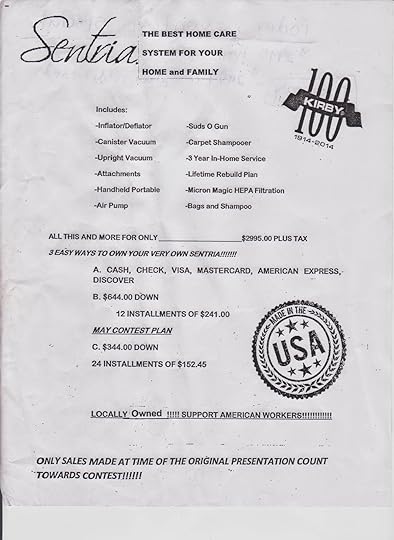 Sentria
THE BEST HOME CARE
SYSTEM FOR YOUR
HOME and FAMILY
100
KIRBY
1914-2014
Includes:
-Inflator/Deflator
-Canister Vacuum
-Upright Vacuum
-Attachments
-Handheld Portable
-Air Pump
-Suds O Gun
-Carpet Shampooer
-3 Year In-Home Service
-Lifetime Rebuild Plan
-Micron Magic HEPA Filtration
-Bags and Shampoo
ALL THIS AND MORE FOR ONLY__________$2995.00 PLUS TAX
3 EASY WAYS TO OWN YOUR VERY OWN SENTRIA!!!!!!!
A. CASH, CHECK, VISA, MASTERCARD, AMERICAN EXPRESS,
DISCOVER
B. $644.00 DOWN
12 INSTALLMENTS OF $241.00
MAY CONTEST PLAN
C. $344.00 DOWN
24 INSTALLMENTS OF $152.45
MADE IN THE
USA
LOCALLY Owned !!!!! SUPPORT AMERICAN WORKERS!!!!!!!!!!!!
ONLY SALES MADE AT TIME OF THE ORIGINAL PRESENTATION COUNT
TOWARDS CONTEST!!!!!!